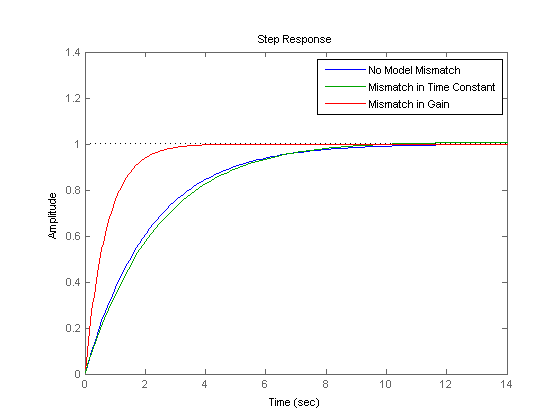 Step Response
No Model Mismatch
Mismatch in Time Constant
Mismatch in Gain
1.4
1.2
1
0.8
0.6
0.4
0.2
0
Amplitude
0 2 4 6 8 10 12 14
Time (sec)